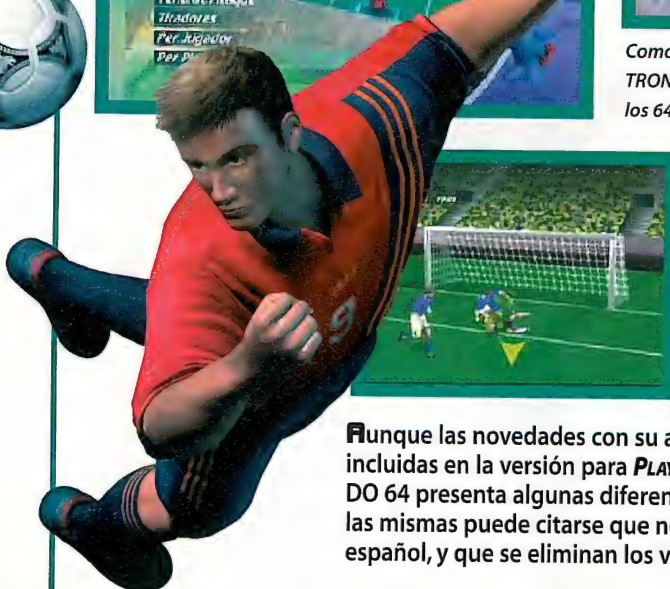 Tiradores
Per. Jugador
Como
TRON
los 64
9
Aunque las novedades con su a
incluidas en la versión para PLAY
DO 64 presenta algunas diferen
las mismas puede citarse que n
español, y que se eliminan los v